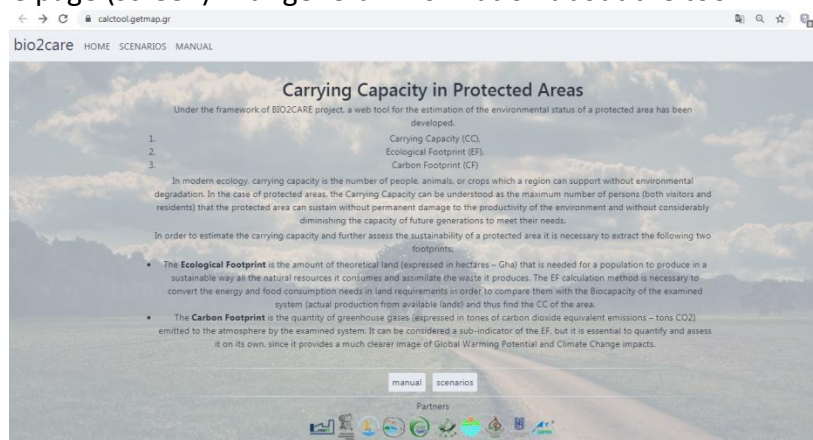 calctool.getmap.gr
bio2care HOME SCENARIOS MANUAL
Carrying Capacity in Protected Areas
Under the framework of BIO2CARE project, a web tool for the estimation of the environmental status of a protected area has been
developed.
1. Carrying Capacity (CC),
2. Ecological Footprint (EF),
3. Carbon Footprint (CF)
In modern ecology, carrying capacity is the number of people, animals, or crops which a region can support without environmental
degradation. In the case of protected areas, the Carrying Capacity can be understood as the maximum number of persons (both visitors and
residents) that the protected area can sustain without permanent damage to the productivity of the environment and without considerably
diminishing the capacity of future generations to meet their needs.
In order to estimate the carrying capacity and further assess the sustainability of a protected area it is necessary to extract the following two
footprints:
• The Ecological Footprint is the amount of theoretical land (expressed in hectares – Gha) that is needed for a population to produce in a
sustainable way all the natural resources it consumes and assimilate the waste it produces. The EF calculation method is necessary to
convert the energy and food consumption needs in land requirements in order to compare them with the Biocapacity of the examined
system (actual production from available lands) and thus find the CC of the area.
• The Carbon Footprint is the quantity of greenhouse gases (expressed in tones of carbon dioxide equivalent emissions – tons CO2)
emitted to the atmosphere by the examined system. It can be considered a sub-indicator of the EF, but it is essential to quantify and assess
it on its own, since it provides a much clearer image of Global Warming Potential and Climate Change impacts.
manual scenarios
Partners